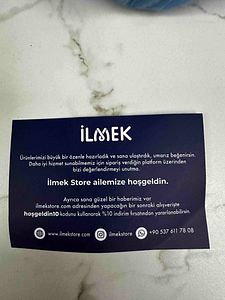 İLMEK
Ürünlerimizi büyük bir özenle hazırladık ve sana ulaştırdık, umarız beğenirsin.
Daha iyi hizmet sunabilmemiz için sipariş verdiğin platform üzerinden
bizi değerlendirmeyi unutma.
İlmek Store ailemize hoşgeldin.
Ayrıca sana güzel bir haberimiz var
ilmekstore.com adresinden yapacağın bir sonraki alışverişte
hoşgeldin10 kodunu kullanarak %10 indirim fırsatından yararlanabilirsin.
www.ilmekstore.com ilmekstore +90 537 611 78 08